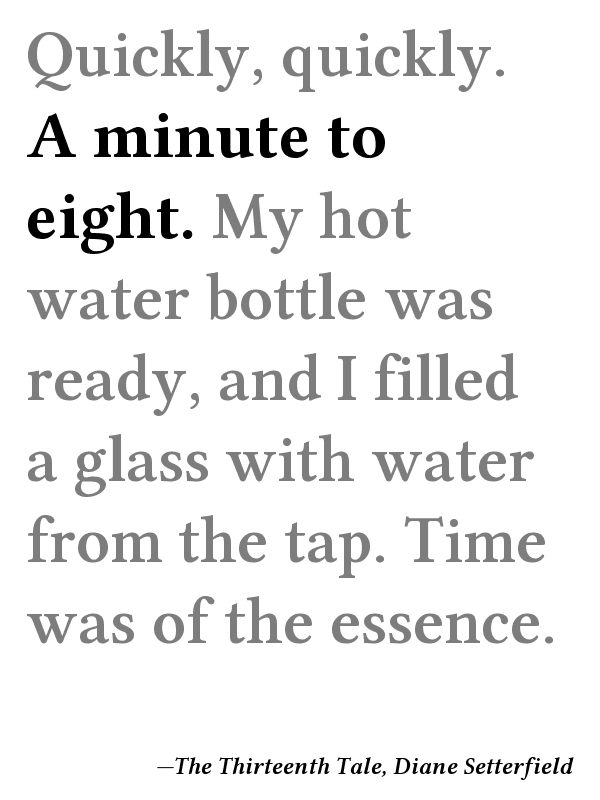 Quickly, quickly.
A minute to
eight. My hot
water bottle was
ready, and I filled
a glass with water
from the tap. Time
was of the essence.
—The Thirteenth Tale, Diane Setterfield